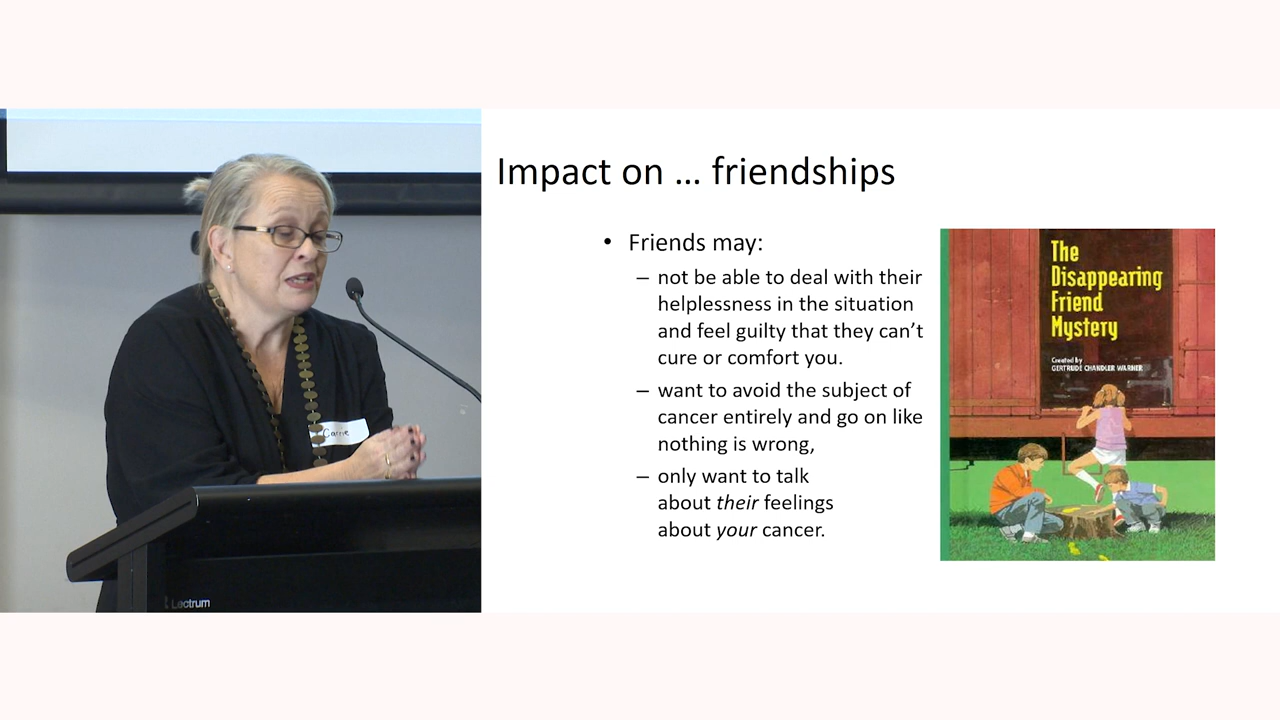 Impact on … friendships
• Friends may:
– not be able to deal with their
helplessness in the situation
and feel guilty that they can’t
cure or comfort you.
– want to avoid the subject of
cancer entirely and go on like
nothing is wrong,
– only want to talk
about their feelings
about your cancer.
The
Disappearing
Friend
Mystery
Created by
GERTRUDE CHANDLER WARNER
Carrie
Lectrum